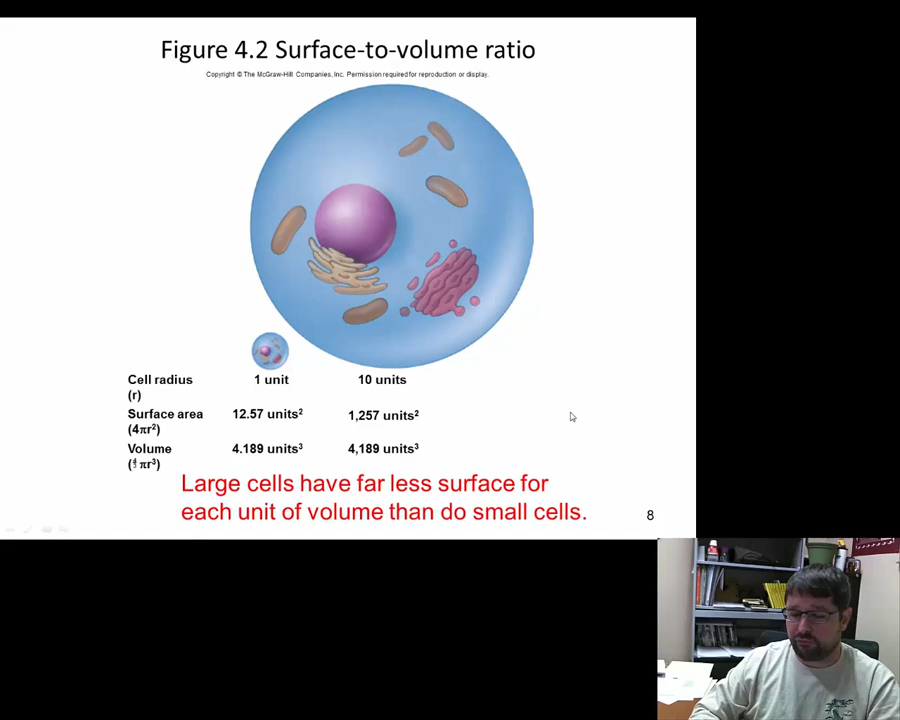 Figure 4.2 Surface-to-volume ratio
Copyright © The McGraw-Hill Companies, Inc. Permission required for reproduction or display.
Cell radius 1 unit 10 units
(r)
Surface area 12.57 units² 1,257 units²
(4πr²)
Volume 4.189 units³ 4,189 units³
(4/3 πr³)
Large cells have far less surface for
each unit of volume than do small cells.
8